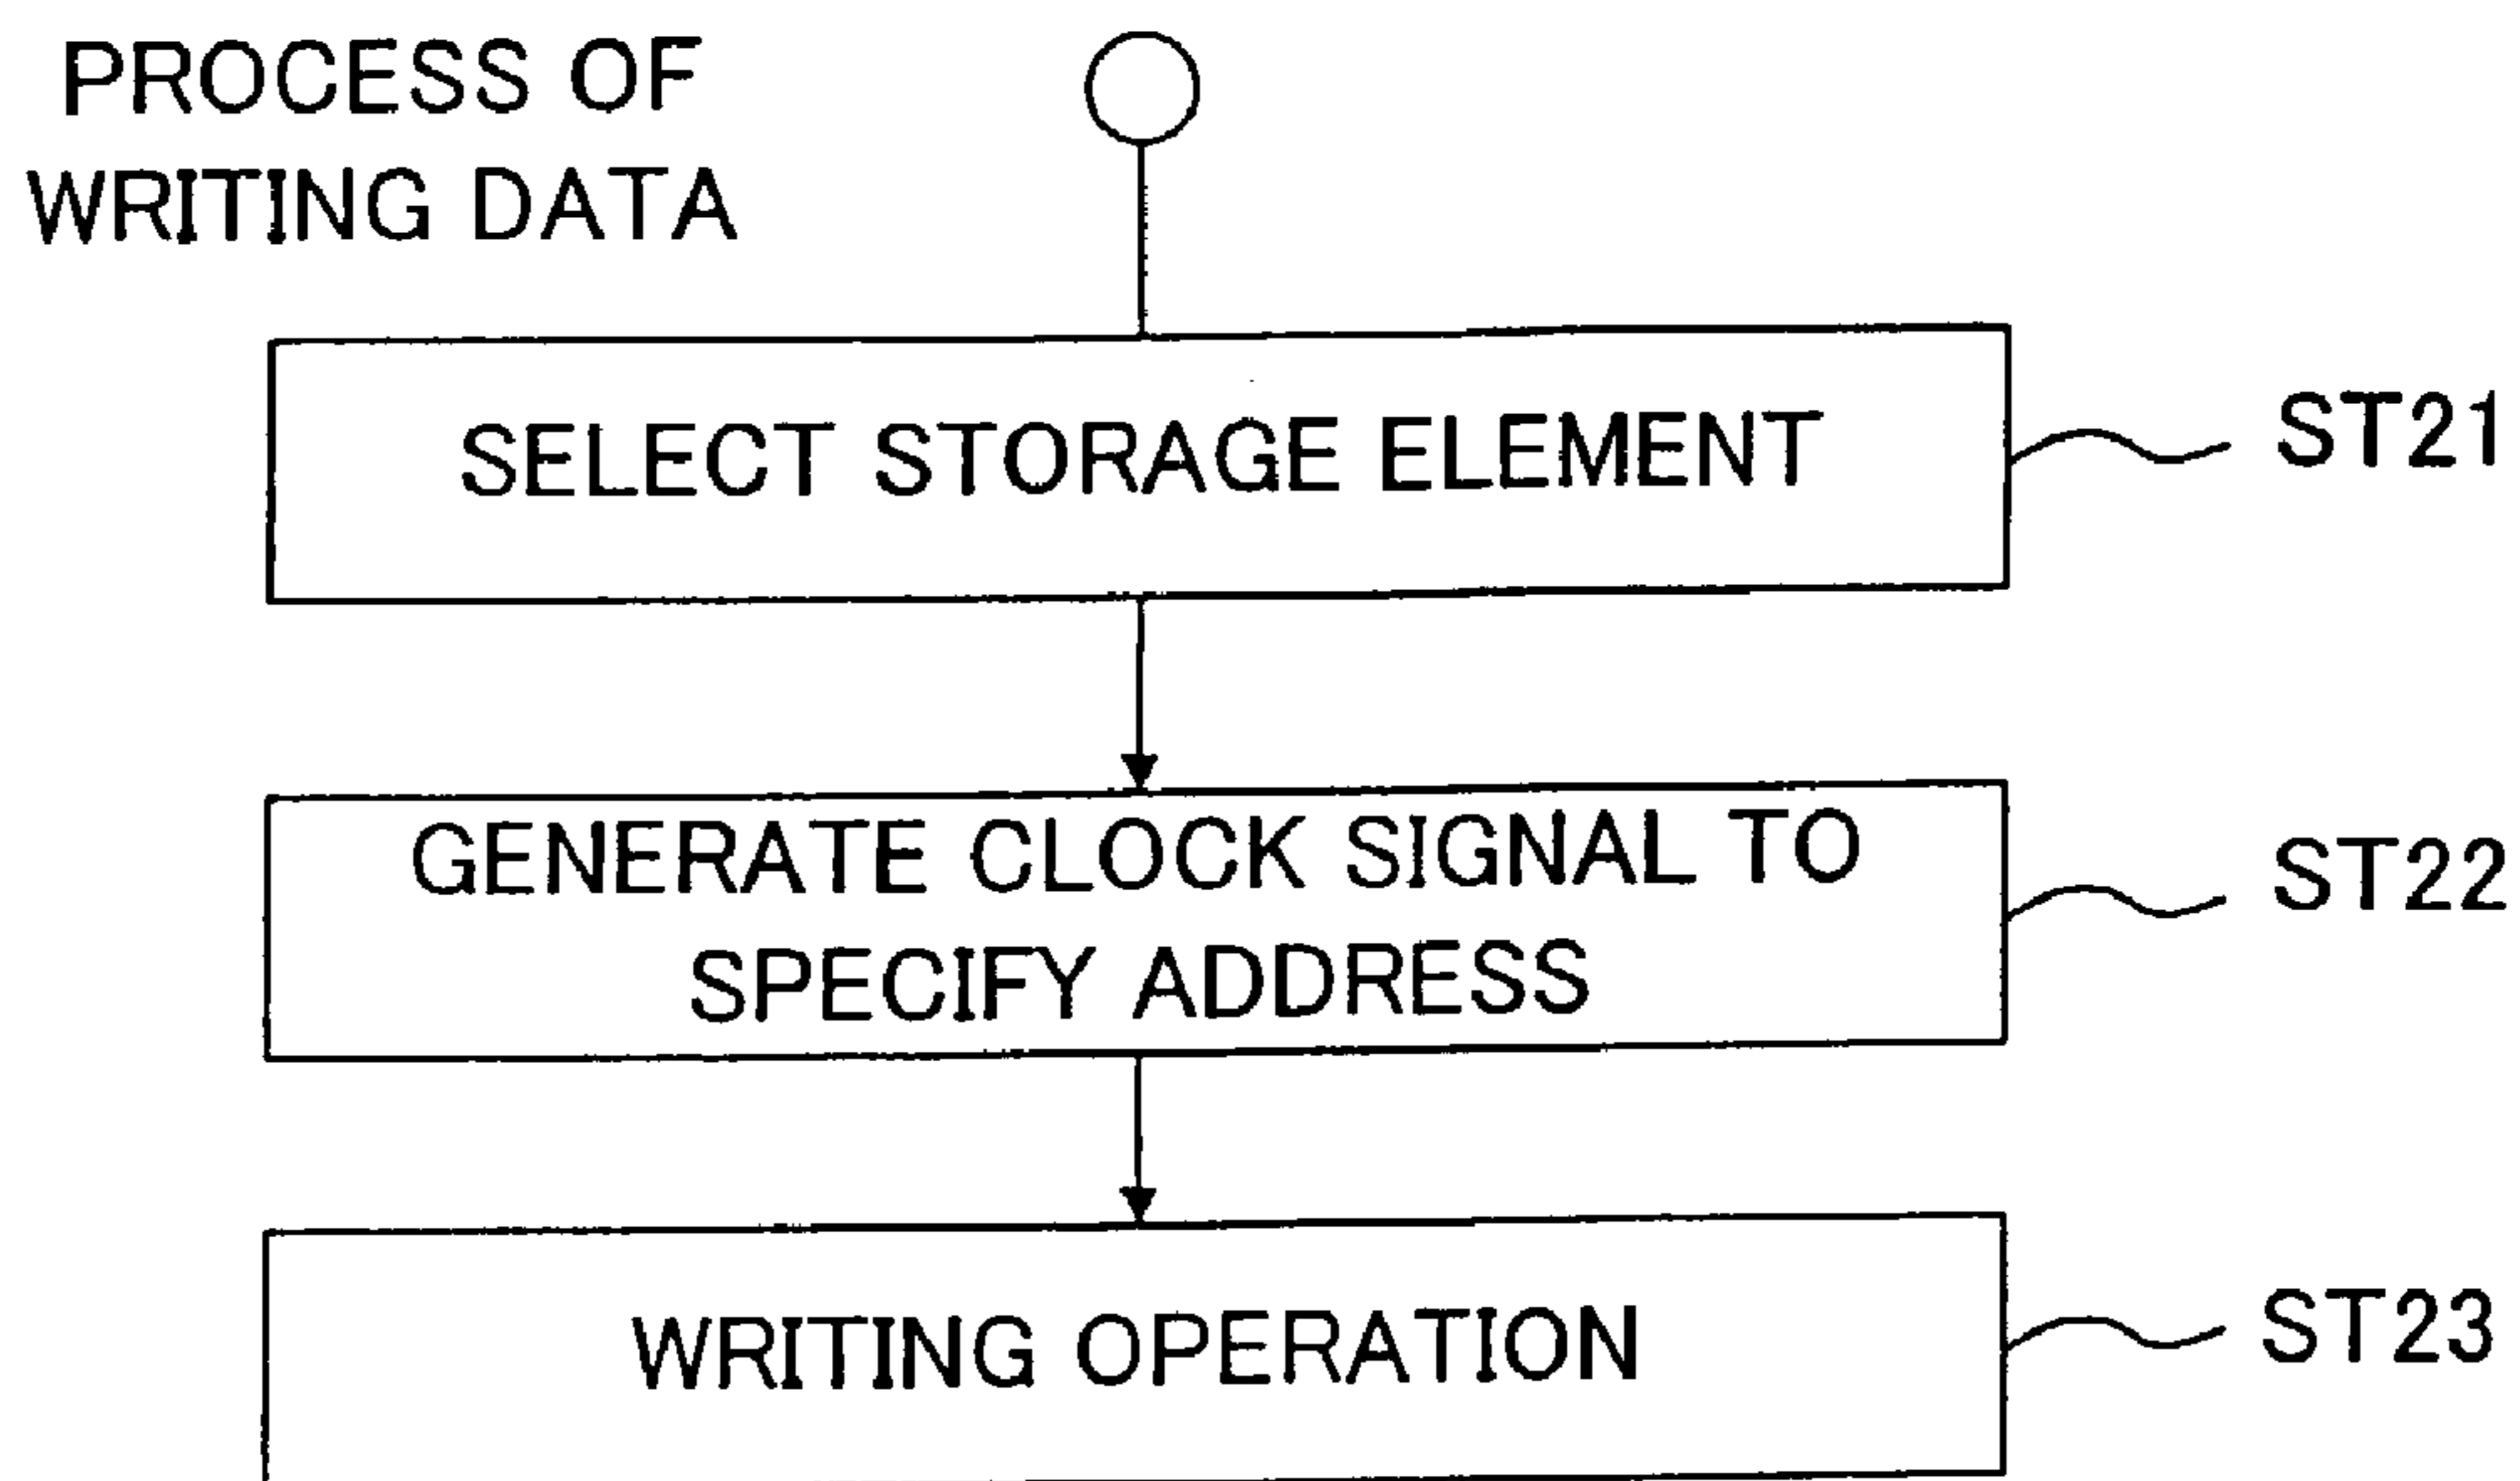 PROCESS OF
WRITING DATA
SELECT STORAGE ELEMENT
ST21
GENERATE CLOCK SIGNAL TO
SPECIFY ADDRESS
ST22
WRITING OPERATION
ST23